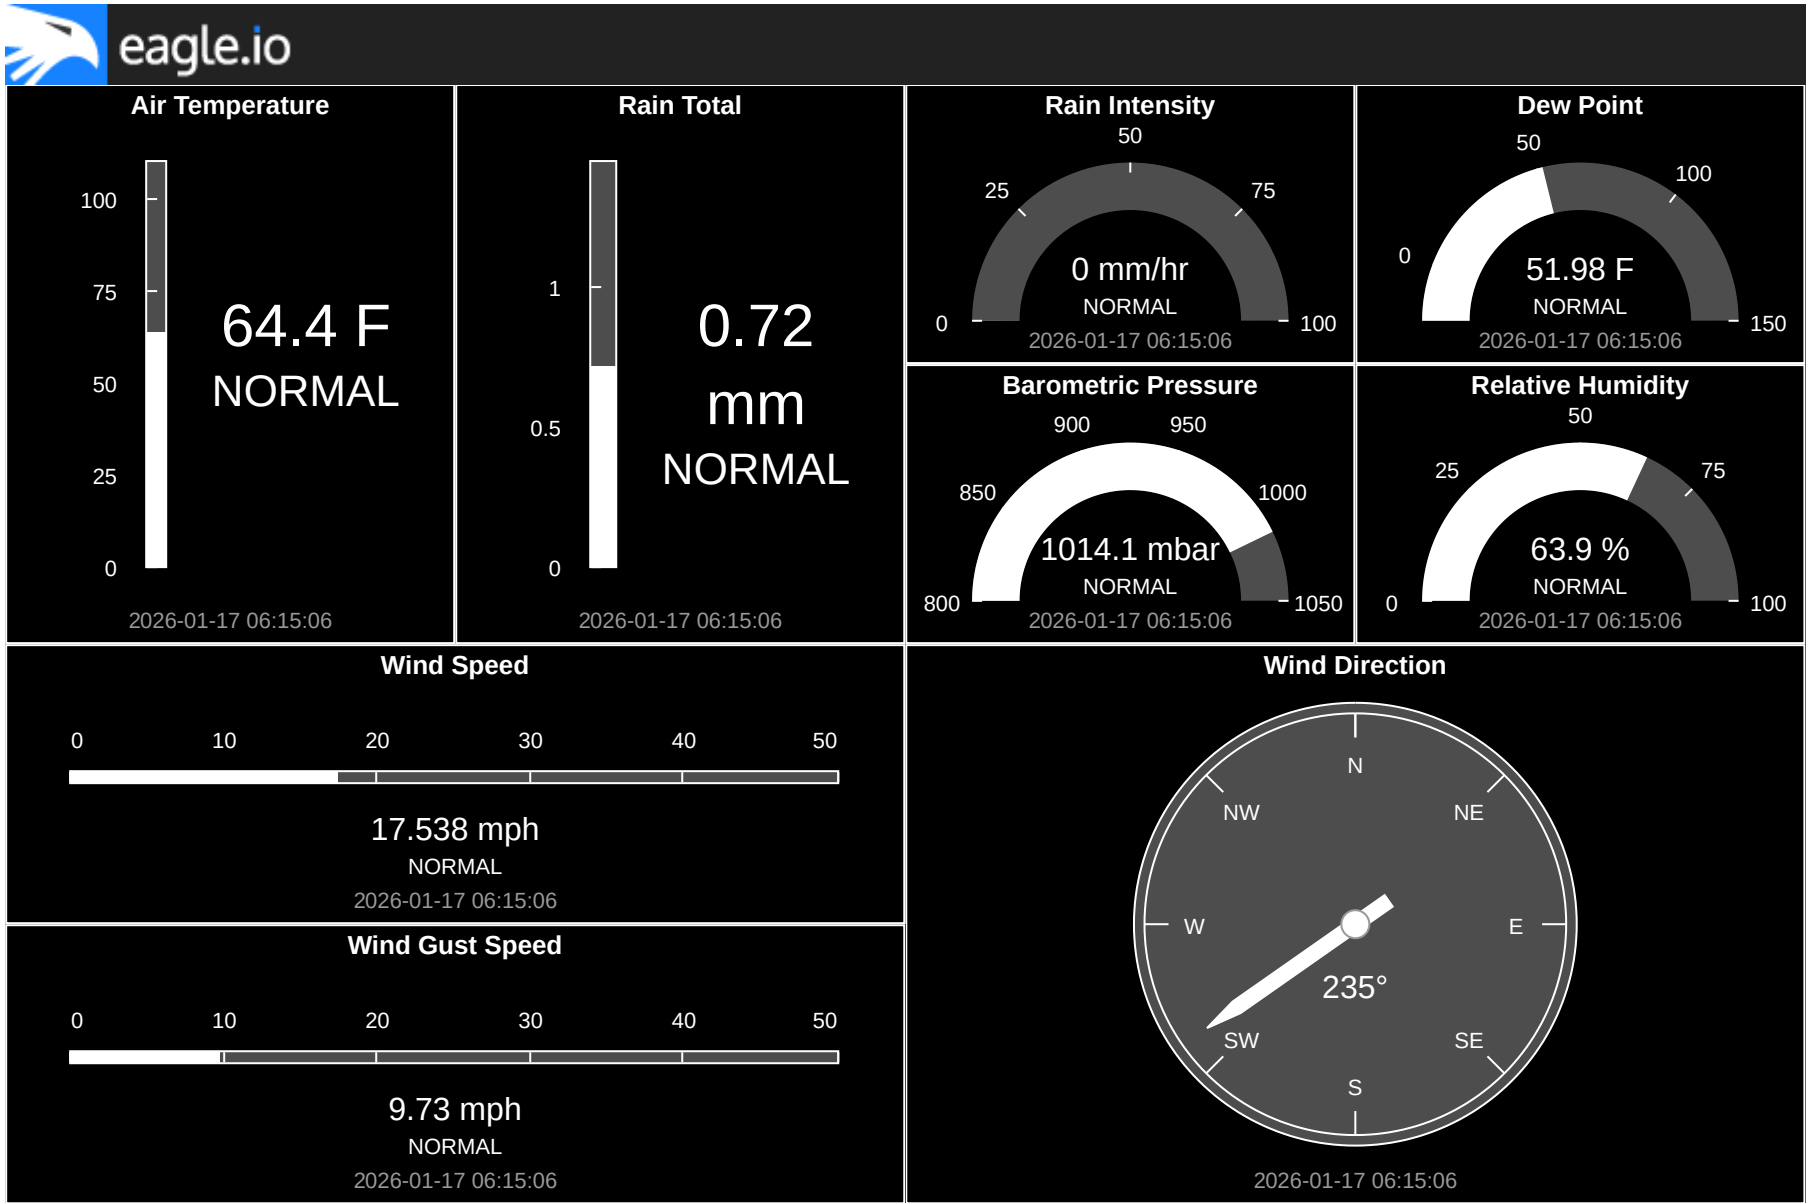 eagle.io
Air Temperature
100
75
50
25
0
64.4 F
NORMAL
2026-01-17 06:15:06
Rain Total
1
0.5
0
0.72
mm
NORMAL
2026-01-17 06:15:06
Rain Intensity
50
25
75
0
100
0 mm/hr
NORMAL
2026-01-17 06:15:06
Dew Point
50
100
0
150
51.98 F
NORMAL
2026-01-17 06:15:06
Barometric Pressure
900
950
850
1000
800
1050
1014.1 mbar
NORMAL
2026-01-17 06:15:06
Relative Humidity
50
25
75
0
100
63.9 %
NORMAL
2026-01-17 06:15:06
Wind Speed
0 10 20 30 40 50
17.538 mph
NORMAL
2026-01-17 06:15:06
Wind Gust Speed
0 10 20 30 40 50
9.73 mph
NORMAL
2026-01-17 06:15:06
Wind Direction
N
NW
NE
W
E
235°
SW
SE
S
2026-01-17 06:15:06